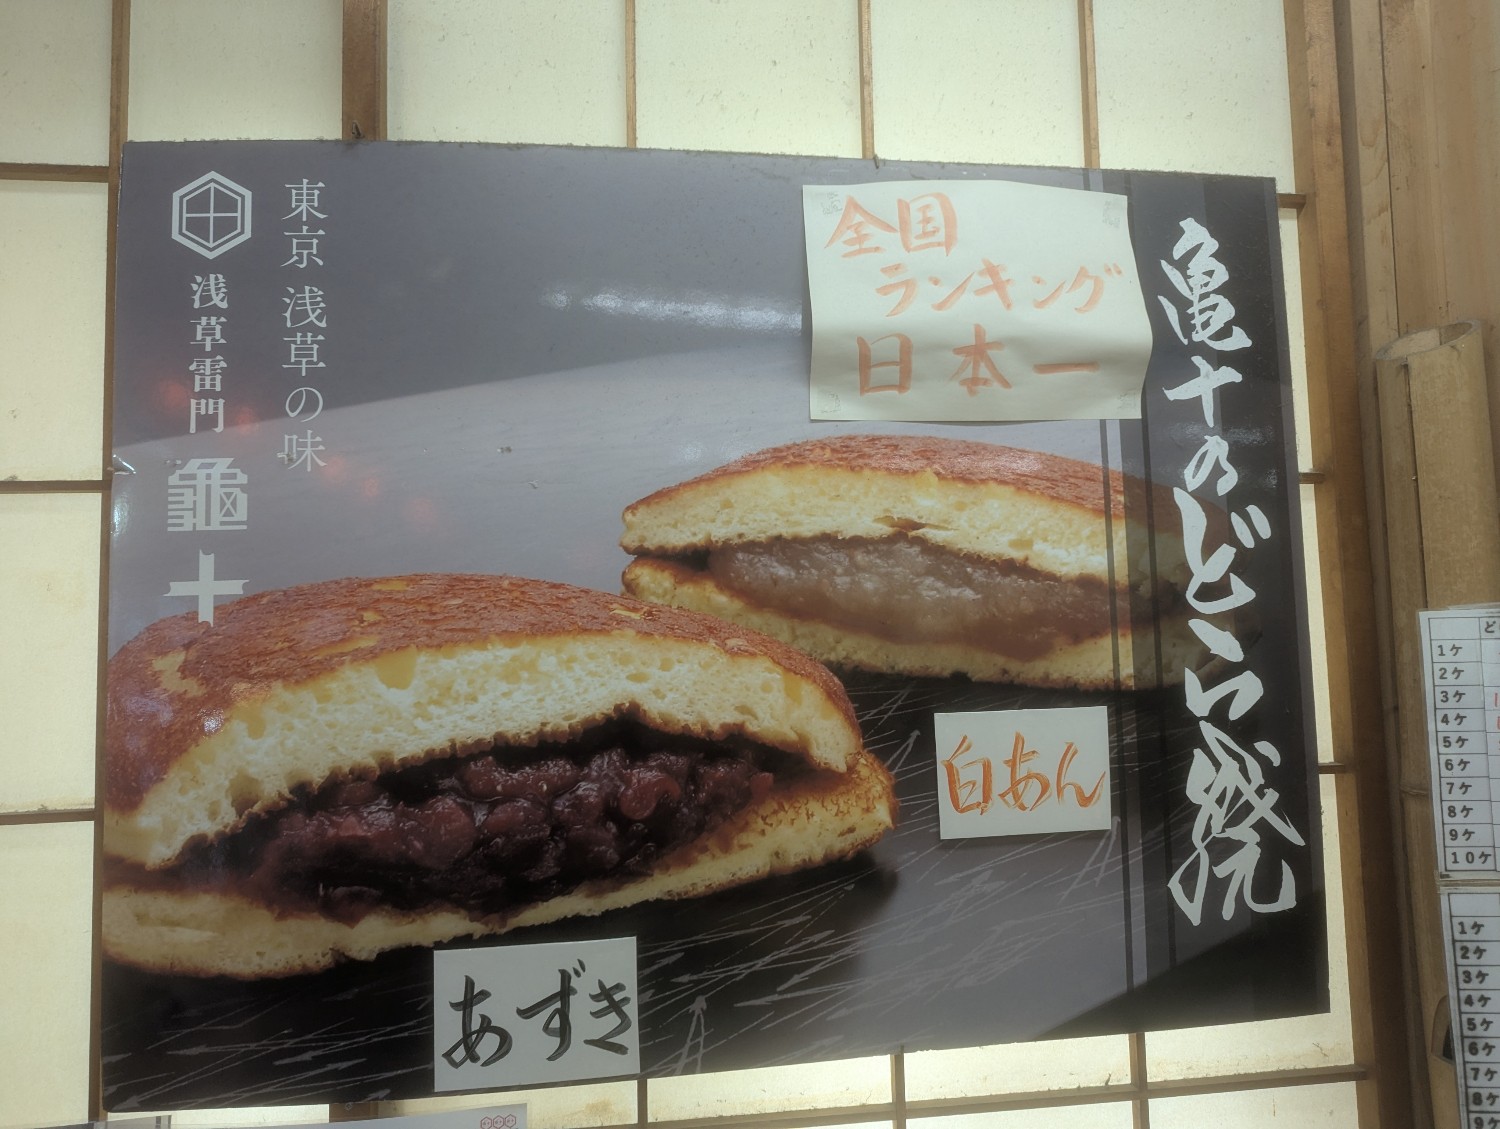 亀十のどら焼
全国
ランキング
日本一
東京 浅草の味
浅草雷門
亀十
白あん
あずき
ど
1ケ
2ケ
3ケ
4ケ
5ケ
6ケ
7ケ
8ケ
9ケ
10ケ
1ケ
2ケ
3ケ
4ケ
5ケ
6ケ
7ケ
8ケ
9ケ